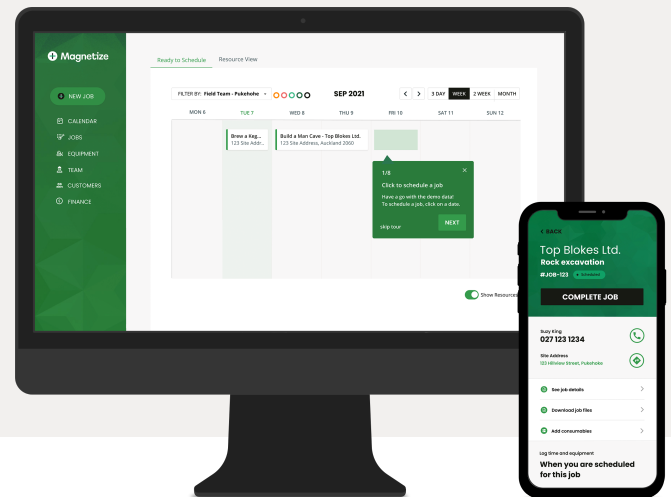 Magnetize
NEW JOB
CALENDAR
JOBS
EQUIPMENT
TEAM
CUSTOMERS
FINANCE
Ready to Schedule Resource View
FILTER BY: Field Team - Pukehohe SEP 2021 3 DAY WEEK 2 WEEK MONTH
MON 6 TUE 7 WED 8 THU 9 FRI 10 SAT 11 SUN 12
Brew a Keg...
123 Site Addr...
Build a Man Cave - Top Blokes Ltd.
123 Site Address, Auckland 2060
1/8
Click to schedule a job
Have a go with the demo data!
To schedule a job, click on a date.
skip tour NEXT
Show Resources
BACK
Top Blokes Ltd.
Rock excavation
#JOB-123 Scheduled
COMPLETE JOB
Suzy King
027 123 1234
Site Address
123 Hillview Street, Pukehoke
See job details
Download job files
Add consumables
Log time and equipment
When you are scheduled
for this job